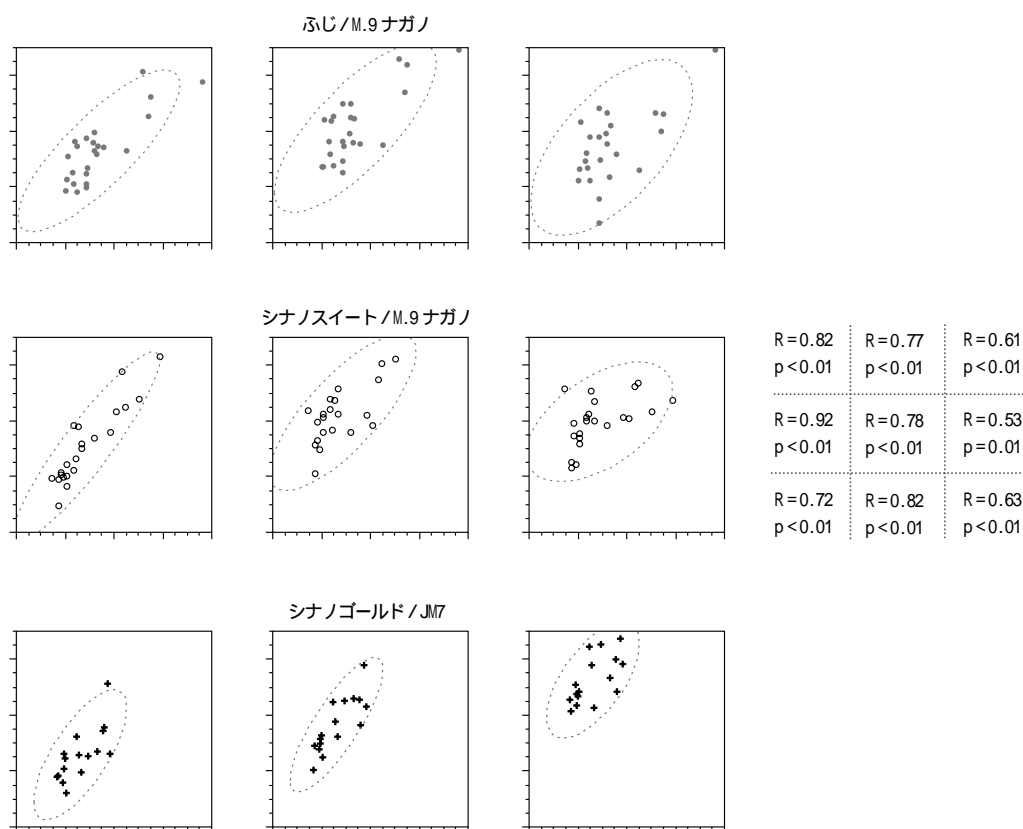 ふじ/M.9ナガノ
シナノスイート/M.9ナガノ
R=0.82 R=0.77 R=0.61
p<0.01 p<0.01 p<0.01
R=0.92 R=0.78 R=0.53
p<0.01 p<0.01 p=0.01
R=0.72 R=0.82 R=0.63
p<0.01 p<0.01 p<0.01
シナノゴールド/JM7